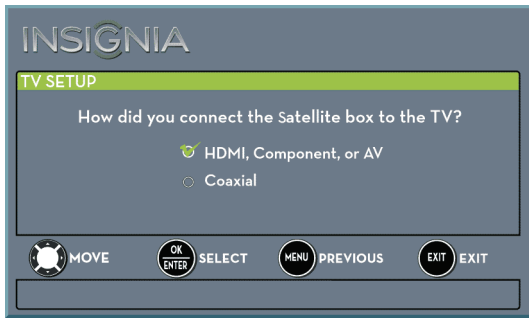 INSIGNIA
TV SETUP
How did you connect the Satellite box to the TV?
HDMI, Component, or AV
Coaxial
MOVE OK ENTER SELECT MENU PREVIOUS EXIT EXIT